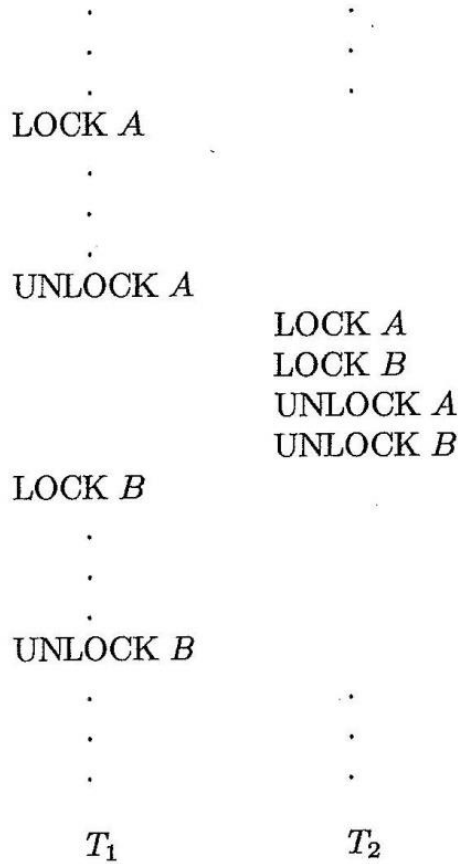 .          .
.          .
.          .
LOCK A
.
.
.
UNLOCK A
LOCK A
LOCK B
UNLOCK A
UNLOCK B
LOCK B
.
.
.
UNLOCK B
.          .
.          .
.          .
T₁          T₂